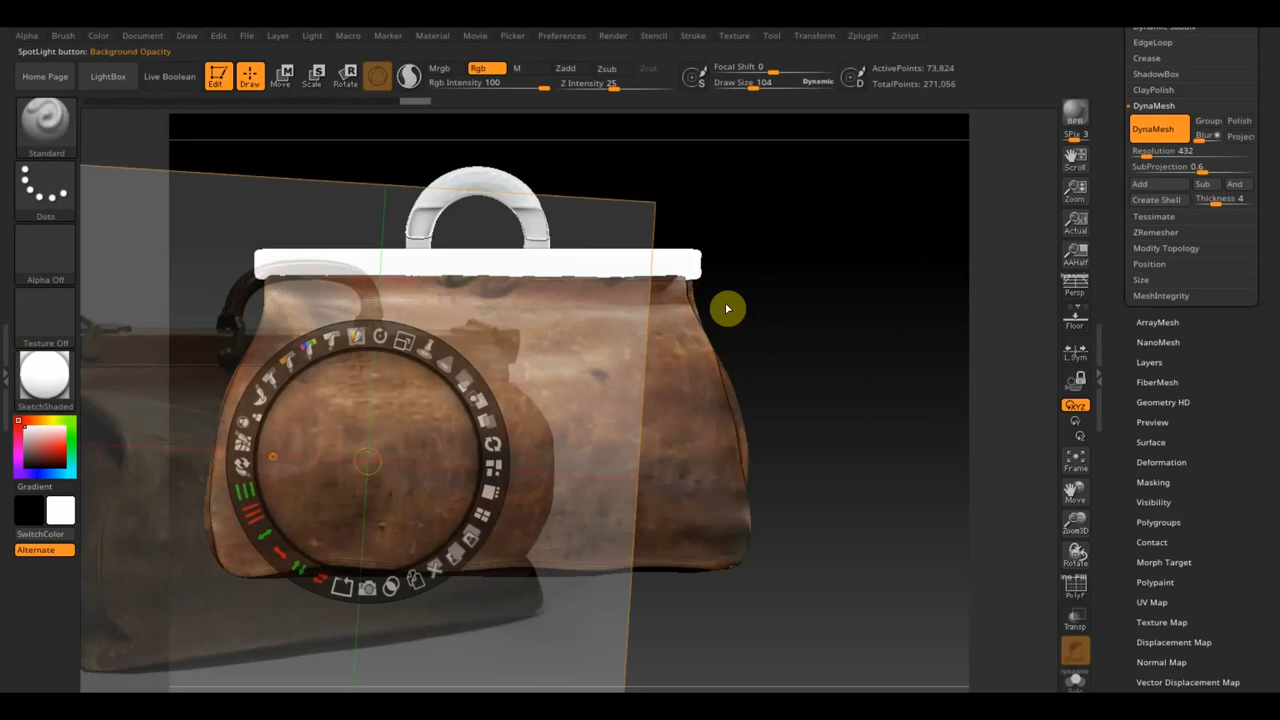 Alpha Brush Color Document Draw Edit File Layer Light Macro Marker Material Movie Picker Preferences Render Stencil Stroke Texture Tool Transform Zplugin Zscript
SpotLight button: Background Opacity
Home Page LightBox Live Boolean Edit Draw Move Scale Rotate
Mrgb Rgb M Zadd Zsub Zcut
Rgb Intensity 100 Z Intensity 25
Focal Shift 0
Draw Size 104 Dynamic
ActivePoints: 73,824
TotalPoints: 271,056
Standard
Dots
Alpha Off
Texture Off
SketchShaded
Gradient
SwitchColor
Alternate
BPR
SPix 3
Scroll
Zoom
Actual
AAHalf
Dynamic
Persp
Floor
L.Sym
XYZ
Frame
Move
Zoom3D
Rotate
PolyF
Transp
Ghost
Solo
EdgeLoop
Crease
ShadowBox
ClayPolish
DynaMesh
DynaMesh Groups Polish
Blur Project
Resolution 432
SubProjection 0.6
Add Sub And
Create Shell Thickness 4
Tessimate
ZRemesher
Modify Topology
Position
Size
MeshIntegrity
ArrayMesh
NanoMesh
Layers
FiberMesh
Geometry HD
Preview
Surface
Deformation
Masking
Visibility
Polygroups
Contact
Morph Target
Polypaint
UV Map
Texture Map
Displacement Map
Normal Map
Vector Displacement Map